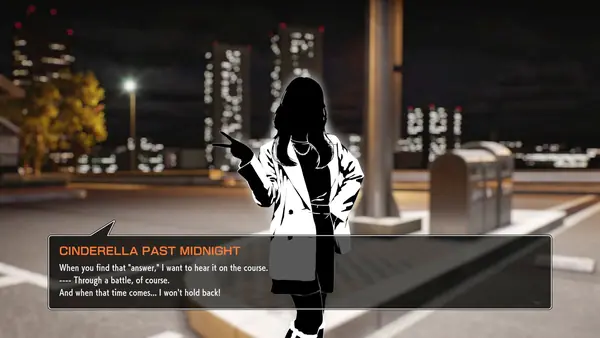 CINDERELLA PAST MIDNIGHT
When you find that "answer," I want to hear it on the course.
---- Through a battle, of course.
And when that time comes... I won't hold back!